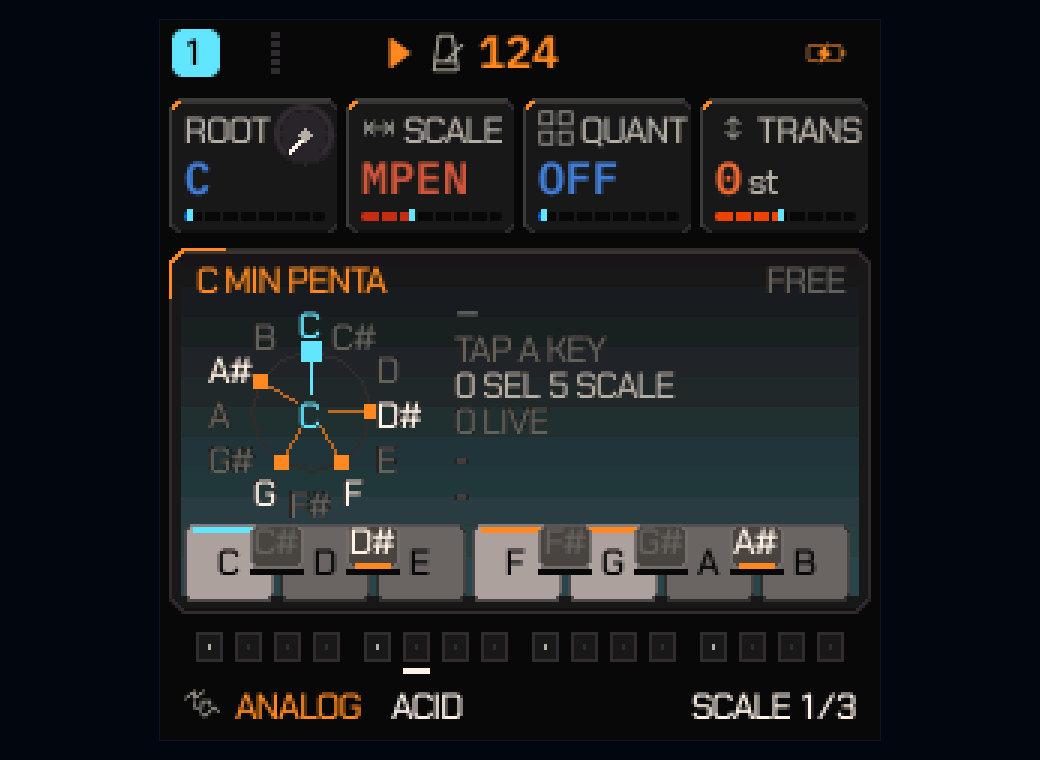 1 124
ROOT SCALE QUANT TRANS
C MPEN OFF 0 st
C MIN PENTA FREE
C
B C#
A# D
A C D#
G# E
G F# F
TAP A KEY
0 SEL 5 SCALE
0 LIVE
-
-
C C# D D# E F F# G G# A A# B
ANALOG ACID SCALE 1/3